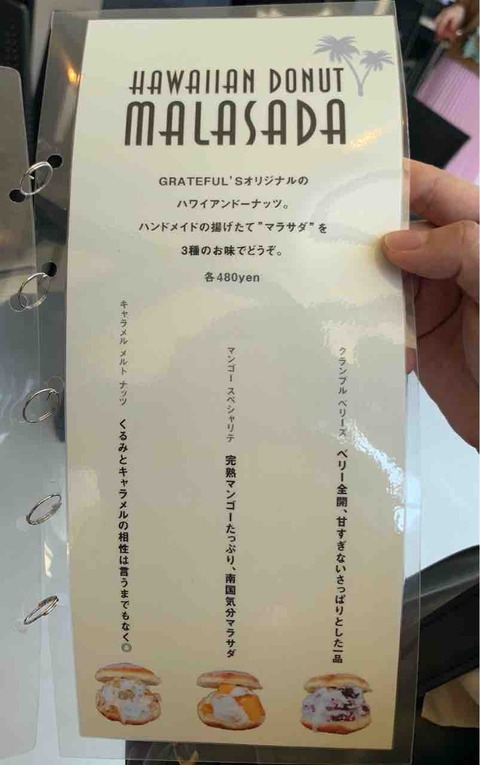 HAWAIIAN DONUT
MALASADA
GRATEFUL'Sオリジナルの
ハワイアンドーナッツ。
ハンドメイドの揚げたて"マラサダ"を
3種のお味でどうぞ。
各480yen
クランブル ベリーズ ベリー全開、甘すぎないさっぱりとした一品
マンゴー スペシャリテ 完熟マンゴーたっぷり、南国気分マラサダ
キャラメル メルト ナッツ くるみとキャラメルの相性は言うまでもなく◎